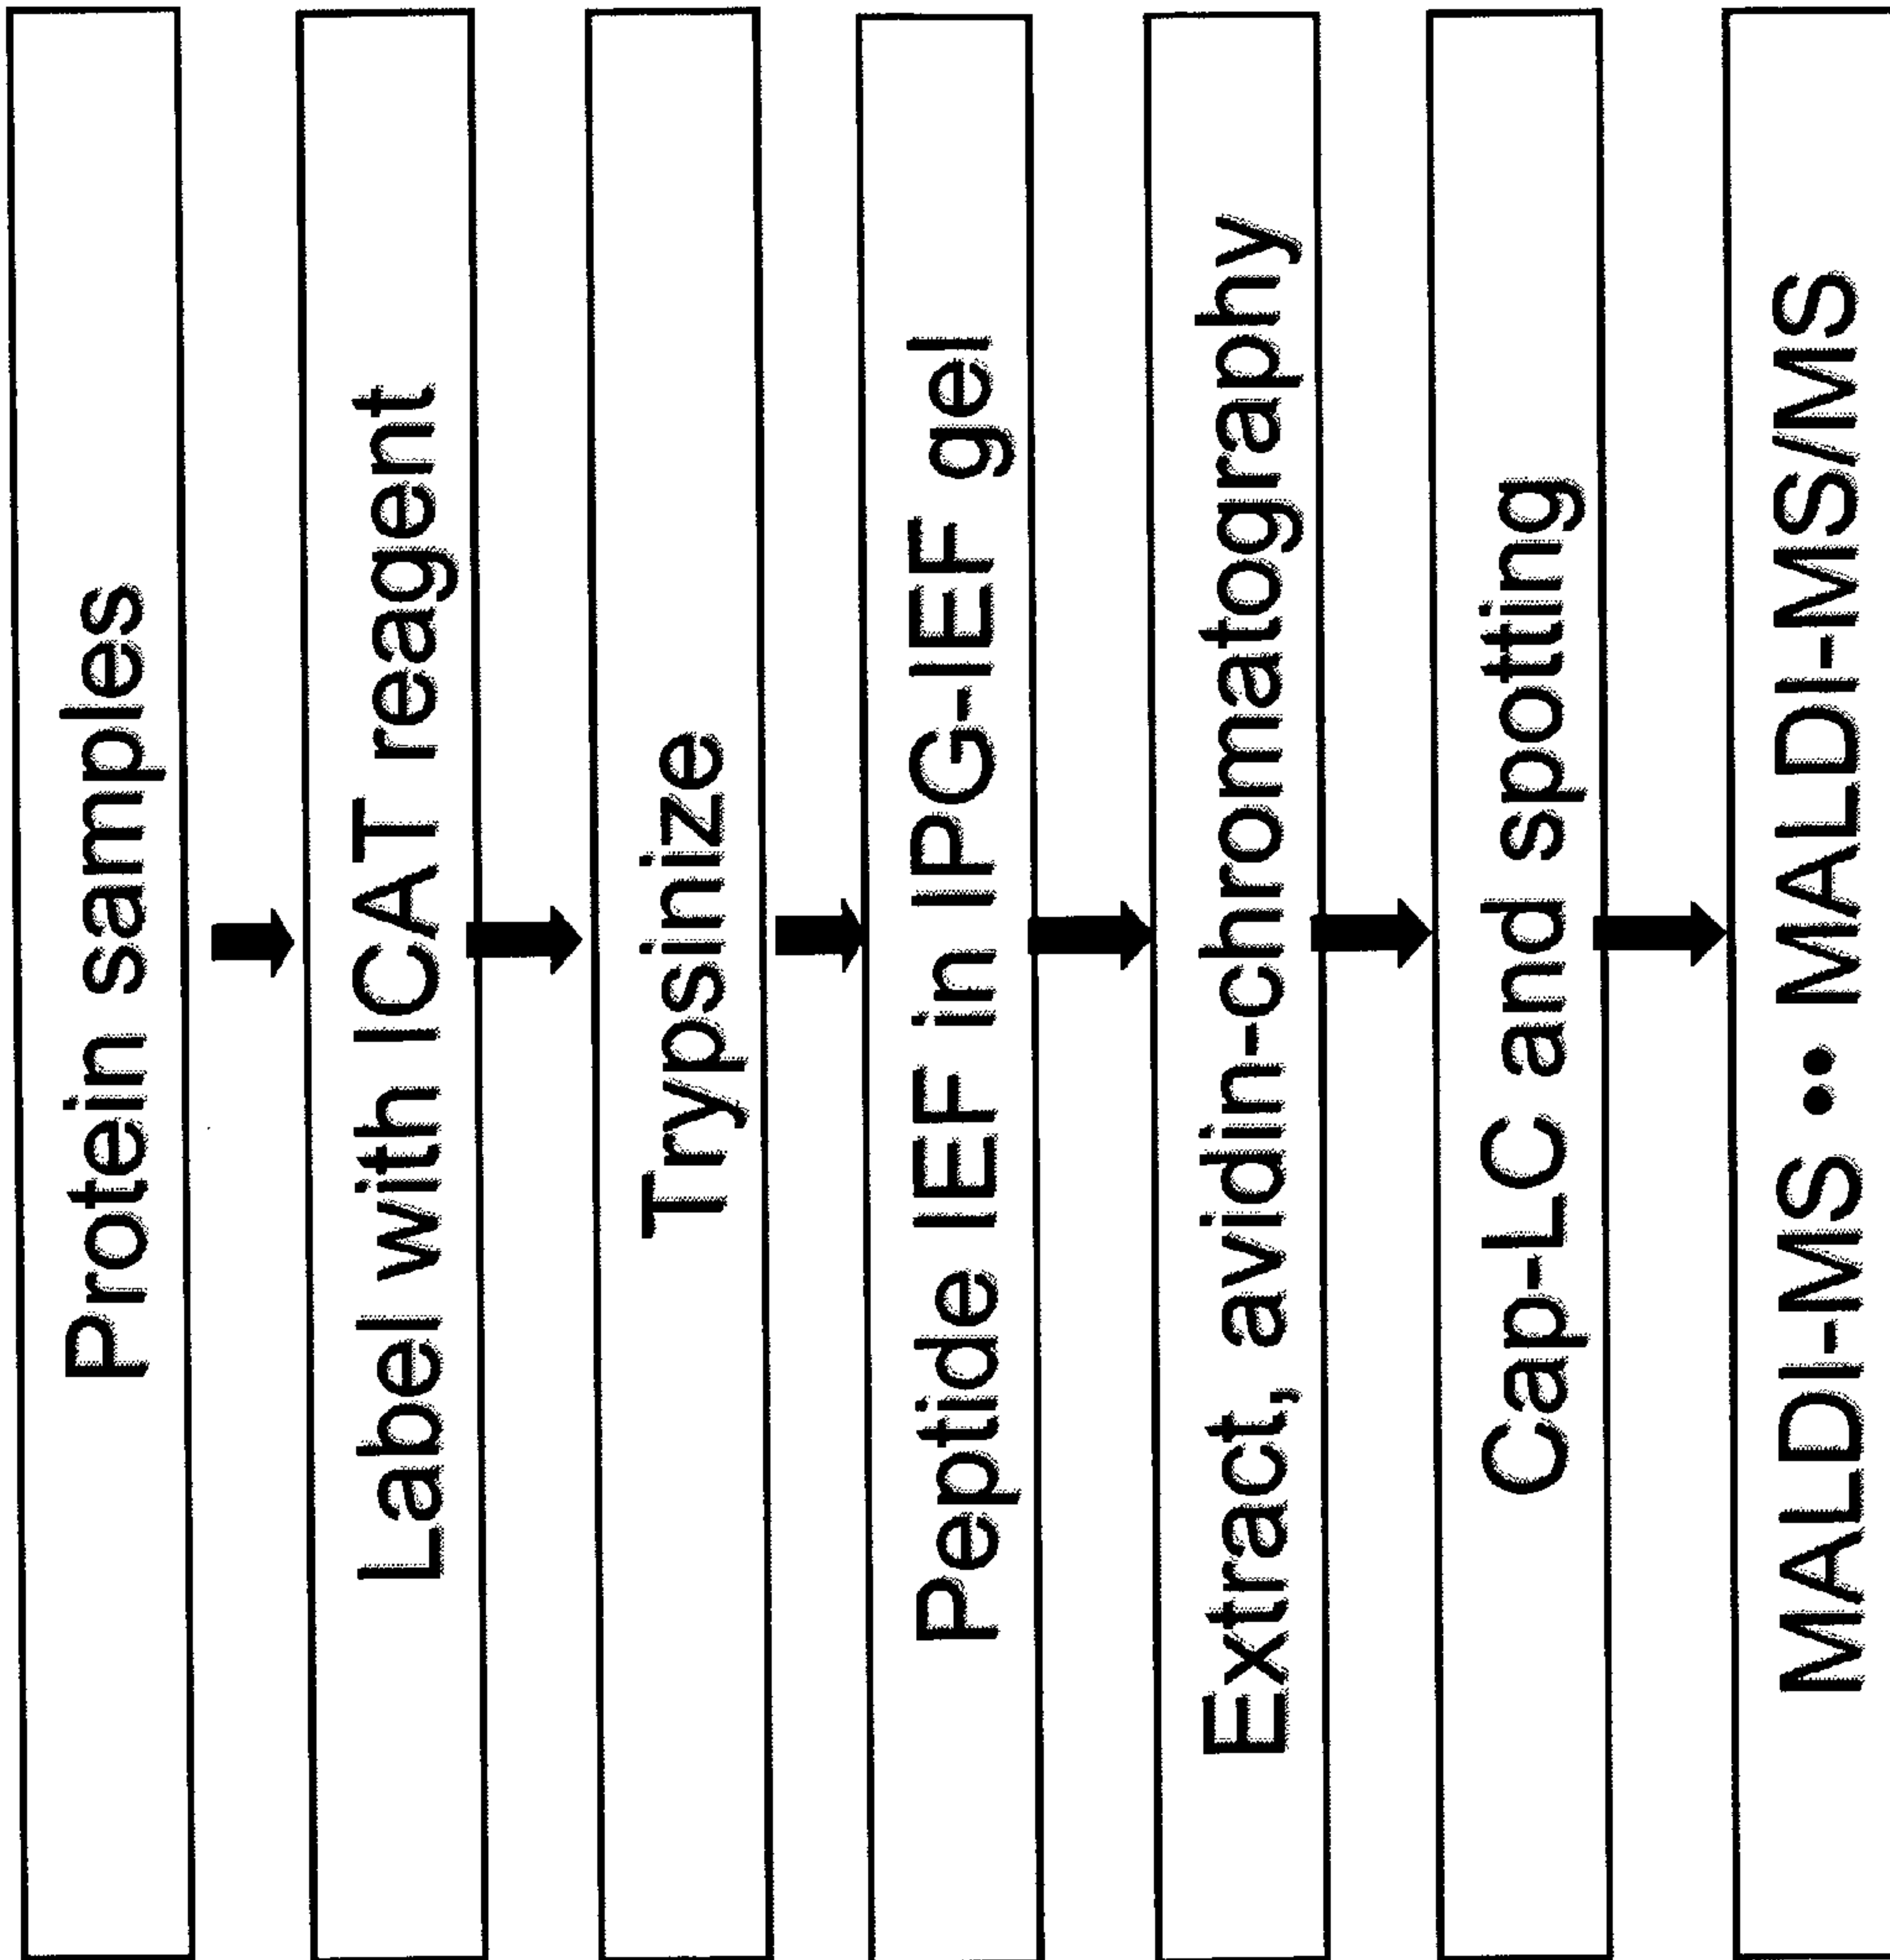 Protein samples
Label with ICAT reagent
Trypsinize
Peptide IEF in IPG-IEF gel
Extract, avidin-chromatography
Cap-LC and spotting
MALDI-MS •• MALDI-MS/MS